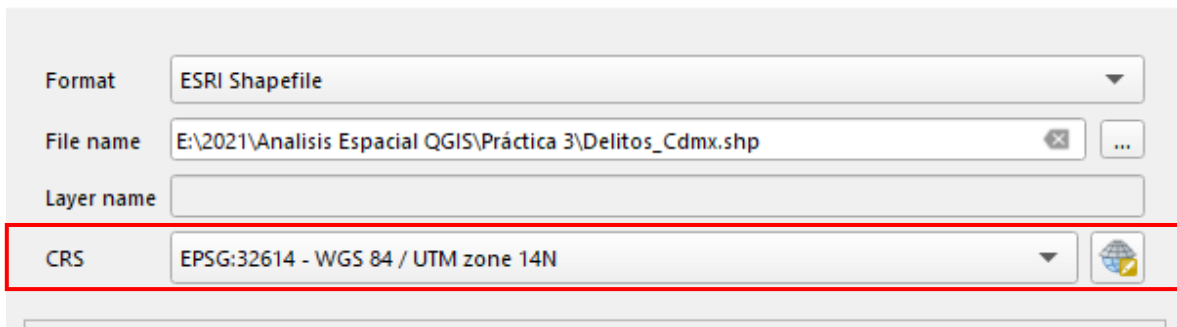 Format ESRI Shapefile
File name E:\2021\Analisis Espacial QGIS\Práctica 3\Delitos_Cdmx.shp ...
Layer name
CRS EPSG:32614 - WGS 84 / UTM zone 14N